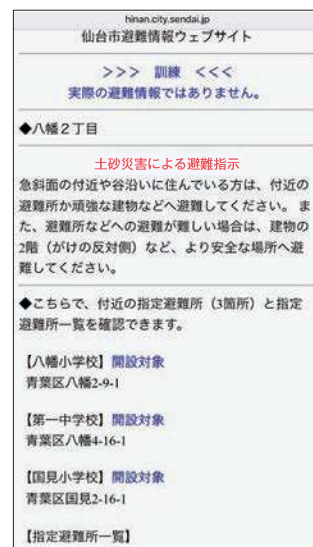 hinan.city.sendai.jp
仙台市避難情報ウェブサイト
>>> 訓練 <<<
実際の避難情報ではありません。
◆八幡2丁目
土砂災害による避難指示
急斜面の付近や谷沿いに住んでいる方は、付近の
避難所か頑強な建物などへ避難してください。 ま
た、避難所などへの避難が難しい場合は、建物の
2階（がけの反対側）など、より安全な場所へ避
難してください。
◆こちらで、付近の指定避難所（3箇所）と指定
避難所一覧を確認できます。
【八幡小学校】開設対象
青葉区八幡2-9-1
【第一中学校】開設対象
青葉区八幡4-16-1
【国見小学校】開設対象
青葉区国見2-16-1
【指定避難所一覧】